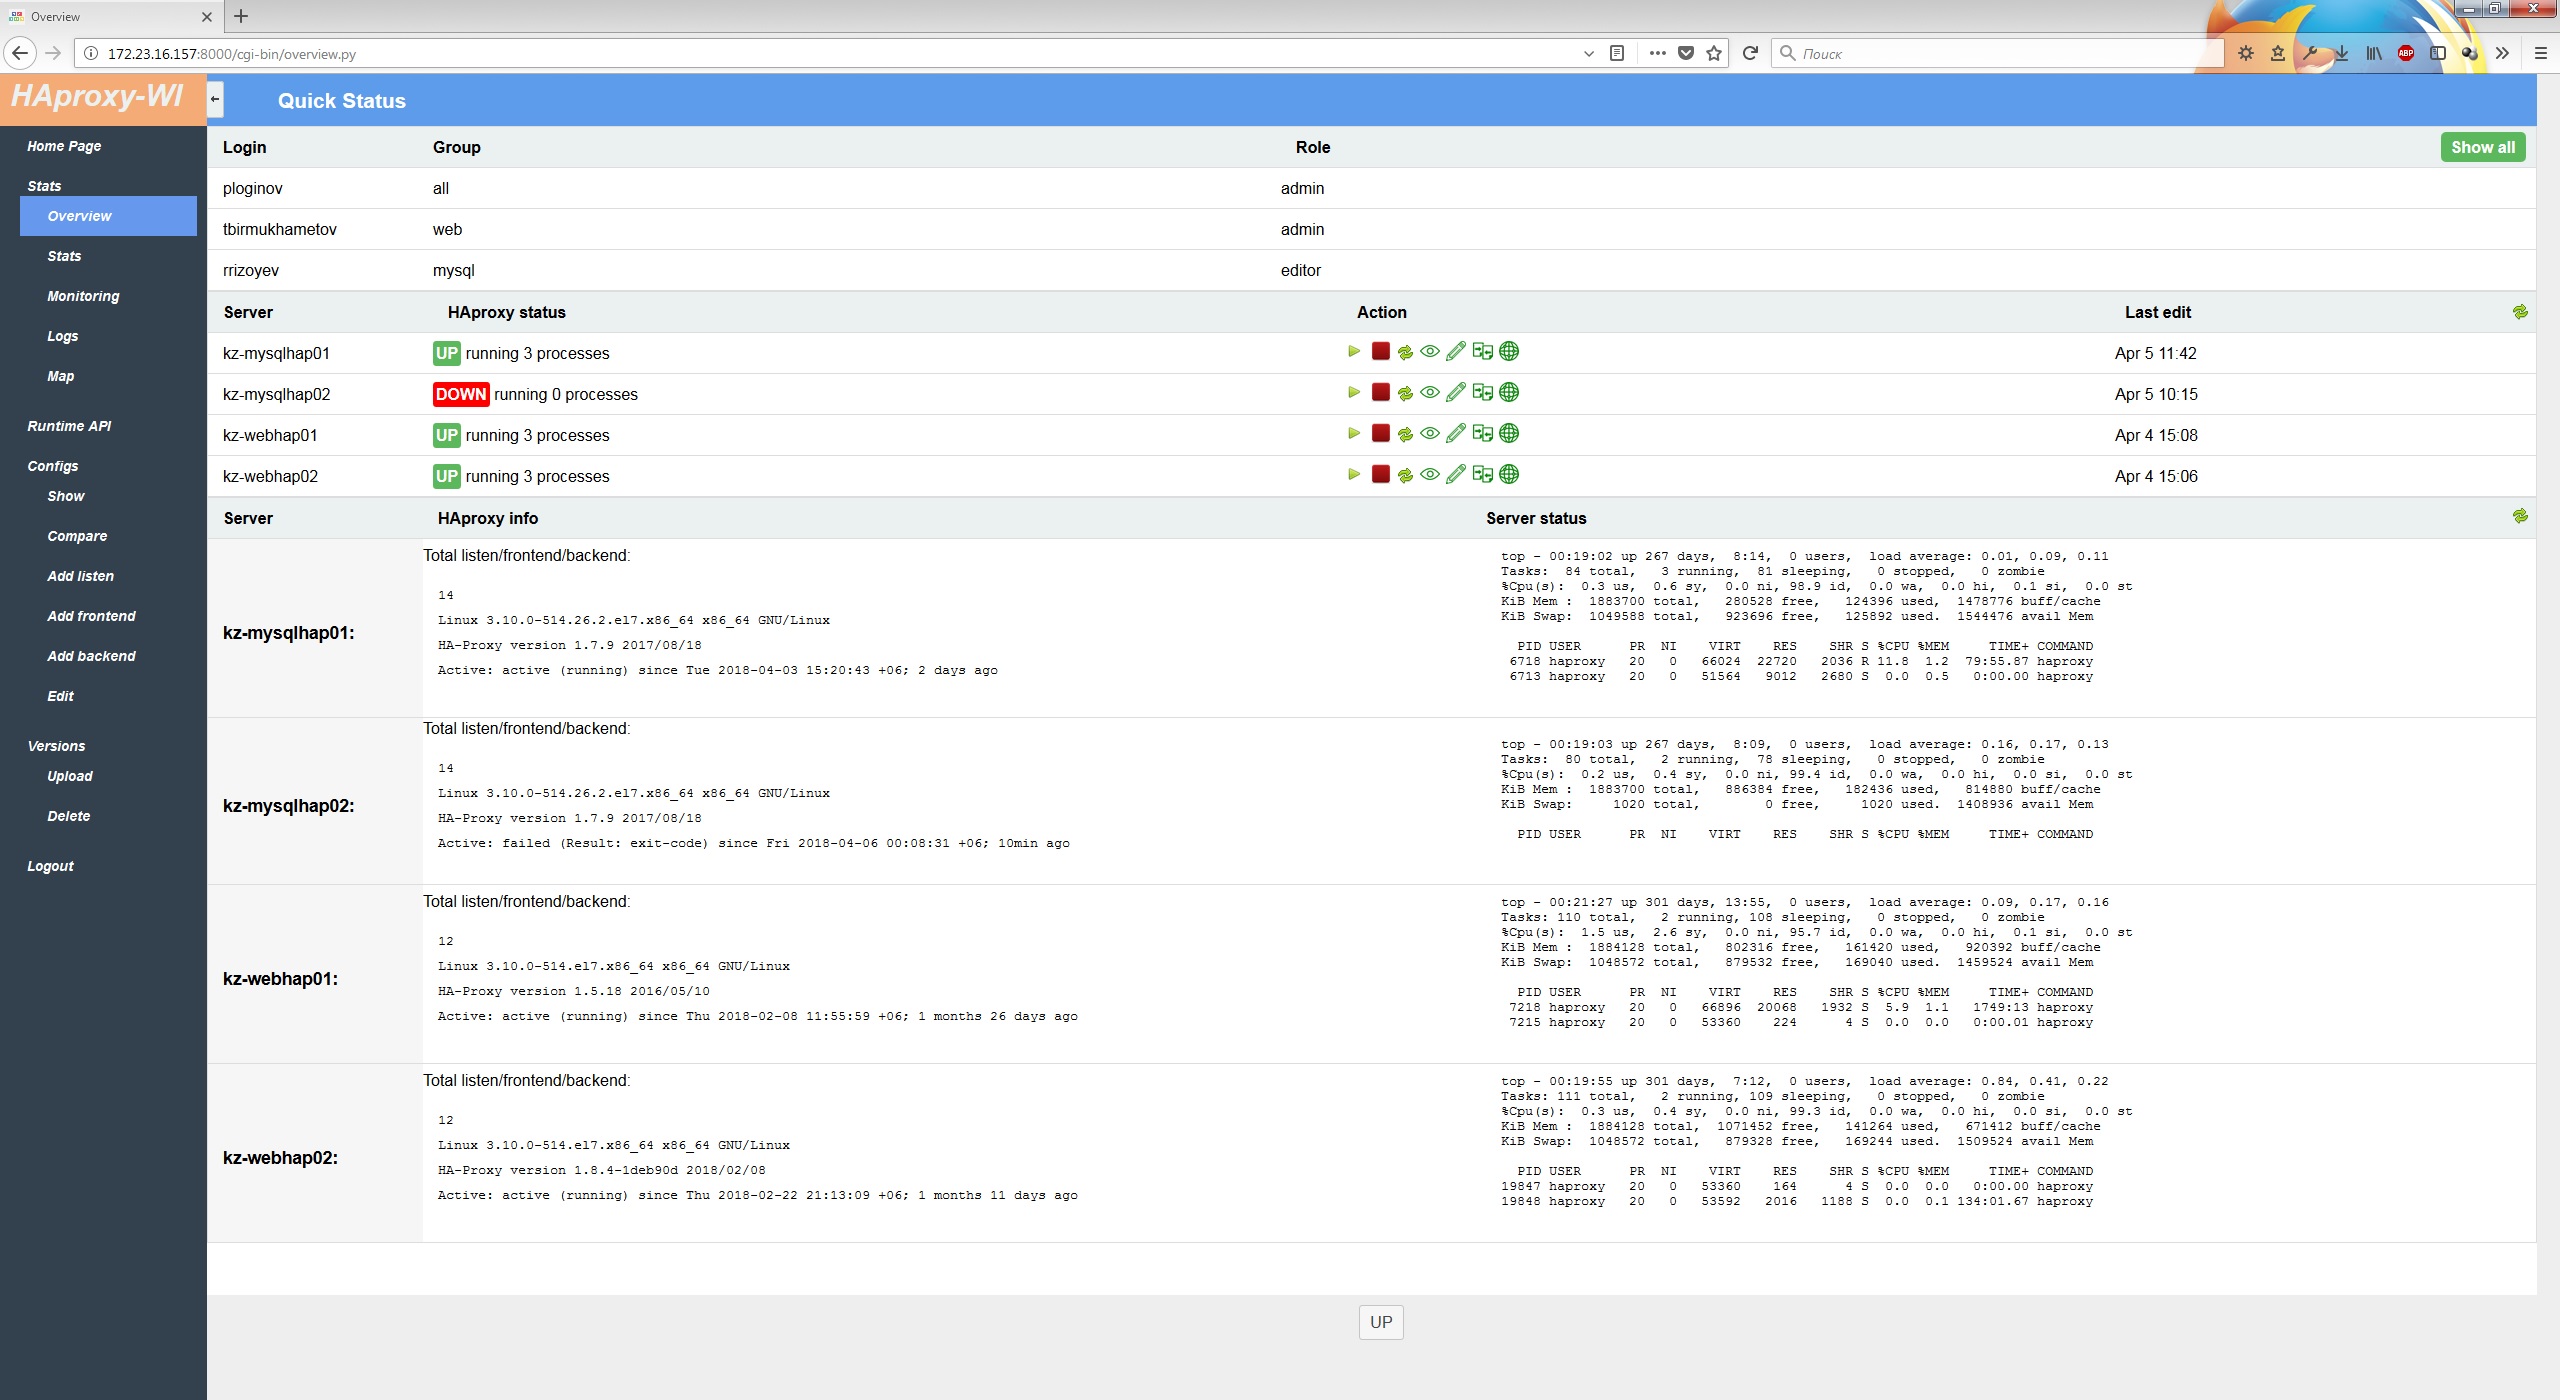 Overview
172.23.16.157:8000/cgi-bin/overview.py
Поиск
ABP
HAproxy-WI
Quick Status
Home Page
Stats
Overview
Stats
Monitoring
Logs
Map
Runtime API
Configs
Show
Compare
Add listen
Add frontend
Add backend
Edit
Versions
Upload
Delete
Logout
Login Group Role Show all
ploginov all admin
tbirmukhametov web admin
rrizoyev mysql editor
Server HAproxy status Action Last edit
kz-mysqlhap01 UP running 3 processes Apr 5 11:42
kz-mysqlhap02 DOWN running 0 processes Apr 5 10:15
kz-webhap01 UP running 3 processes Apr 4 15:08
kz-webhap02 UP running 3 processes Apr 4 15:06
Server HAproxy info Server status
kz-mysqlhap01:
Total listen/frontend/backend:
14
Linux 3.10.0-514.26.2.el7.x86_64 x86_64 GNU/Linux
HA-Proxy version 1.7.9 2017/08/18
Active: active (running) since Tue 2018-04-03 15:20:43 +06; 2 days ago
top - 00:19:02 up 267 days, 8:14, 0 users, load average: 0.01, 0.09, 0.11
Tasks: 84 total, 3 running, 81 sleeping, 0 stopped, 0 zombie
%Cpu(s): 0.3 us, 0.6 sy, 0.0 ni, 98.9 id, 0.0 wa, 0.0 hi, 0.1 si, 0.0 st
KiB Mem : 1883700 total, 280528 free, 124396 used, 1478776 buff/cache
KiB Swap: 1049588 total, 923696 free, 125892 used. 1544476 avail Mem
PID USER PR NI VIRT RES SHR S %CPU %MEM TIME+ COMMAND
6718 haproxy 20 0 66024 22720 2036 R 11.8 1.2 79:55.87 haproxy
6713 haproxy 20 0 51564 9012 2680 S 0.0 0.5 0:00.00 haproxy
kz-mysqlhap02:
Total listen/frontend/backend:
14
Linux 3.10.0-514.26.2.el7.x86_64 x86_64 GNU/Linux
HA-Proxy version 1.7.9 2017/08/18
Active: failed (Result: exit-code) since Fri 2018-04-06 00:08:31 +06; 10min ago
top - 00:19:03 up 267 days, 8:09, 0 users, load average: 0.16, 0.17, 0.13
Tasks: 80 total, 2 running, 78 sleeping, 0 stopped, 0 zombie
%Cpu(s): 0.2 us, 0.4 sy, 0.0 ni, 99.4 id, 0.0 wa, 0.0 hi, 0.0 si, 0.0 st
KiB Mem : 1883700 total, 886384 free, 182436 used, 814880 buff/cache
KiB Swap: 1020 total, 0 free, 1020 used. 1408936 avail Mem
PID USER PR NI VIRT RES SHR S %CPU %MEM TIME+ COMMAND
kz-webhap01:
Total listen/frontend/backend:
12
Linux 3.10.0-514.el7.x86_64 x86_64 GNU/Linux
HA-Proxy version 1.5.18 2016/05/10
Active: active (running) since Thu 2018-02-08 11:55:59 +06; 1 months 26 days ago
top - 00:21:27 up 301 days, 13:55, 0 users, load average: 0.09, 0.17, 0.16
Tasks: 110 total, 2 running, 108 sleeping, 0 stopped, 0 zombie
%Cpu(s): 1.5 us, 2.6 sy, 0.0 ni, 95.7 id, 0.0 wa, 0.0 hi, 0.1 si, 0.0 st
KiB Mem : 1884128 total, 802316 free, 161420 used, 920392 buff/cache
KiB Swap: 1048572 total, 879532 free, 169040 used. 1459524 avail Mem
PID USER PR NI VIRT RES SHR S %CPU %MEM TIME+ COMMAND
7218 haproxy 20 0 66896 20068 1932 S 5.9 1.1 1749:13 haproxy
7215 haproxy 20 0 53360 224 4 S 0.0 0.0 0:00.01 haproxy
kz-webhap02:
Total listen/frontend/backend:
12
Linux 3.10.0-514.el7.x86_64 x86_64 GNU/Linux
HA-Proxy version 1.8.4-1deb90d 2018/02/08
Active: active (running) since Thu 2018-02-22 21:13:09 +06; 1 months 11 days ago
top - 00:19:55 up 301 days, 7:12, 0 users, load average: 0.84, 0.41, 0.22
Tasks: 111 total, 2 running, 109 sleeping, 0 stopped, 0 zombie
%Cpu(s): 0.3 us, 0.4 sy, 0.0 ni, 99.3 id, 0.0 wa, 0.0 hi, 0.0 si, 0.0 st
KiB Mem : 1884128 total, 1071452 free, 141264 used, 671412 buff/cache
KiB Swap: 1048572 total, 879328 free, 169244 used. 1509524 avail Mem
PID USER PR NI VIRT RES SHR S %CPU %MEM TIME+ COMMAND
19847 haproxy 20 0 53360 164 4 S 0.0 0.0 0:00.00 haproxy
19848 haproxy 20 0 53592 2016 1188 S 0.0 0.1 134:01.67 haproxy
UP